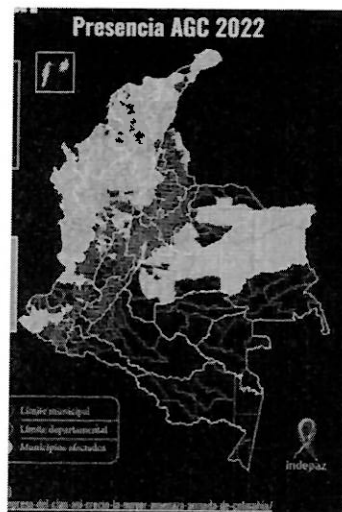 Presencia AGC 2022
Límite municipal
Límite departamental
Municipios afectados
indepaz